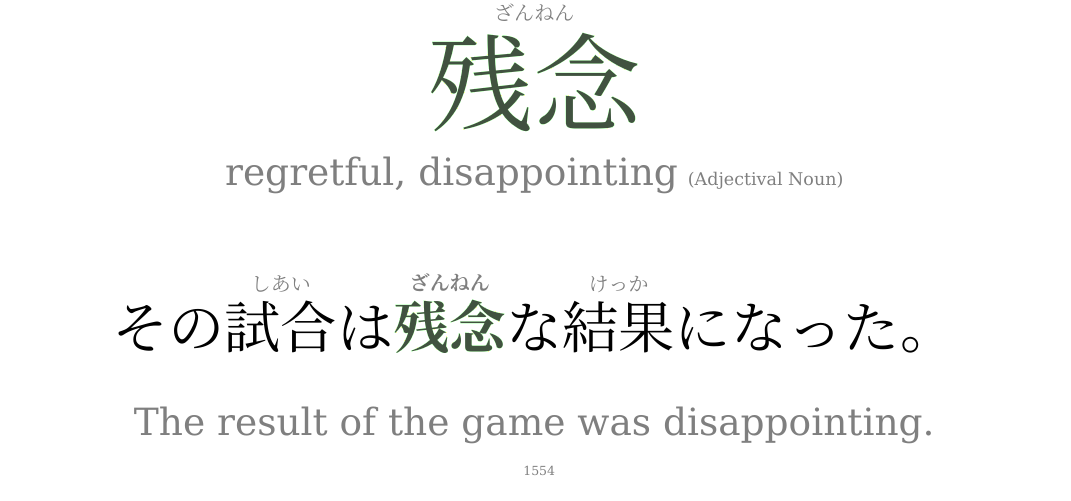 ざんねん
残念
regretful, disappointing (Adjectival Noun)
しあい ざんねん けっか
その試合は残念な結果になった。
The result of the game was disappointing.
1554